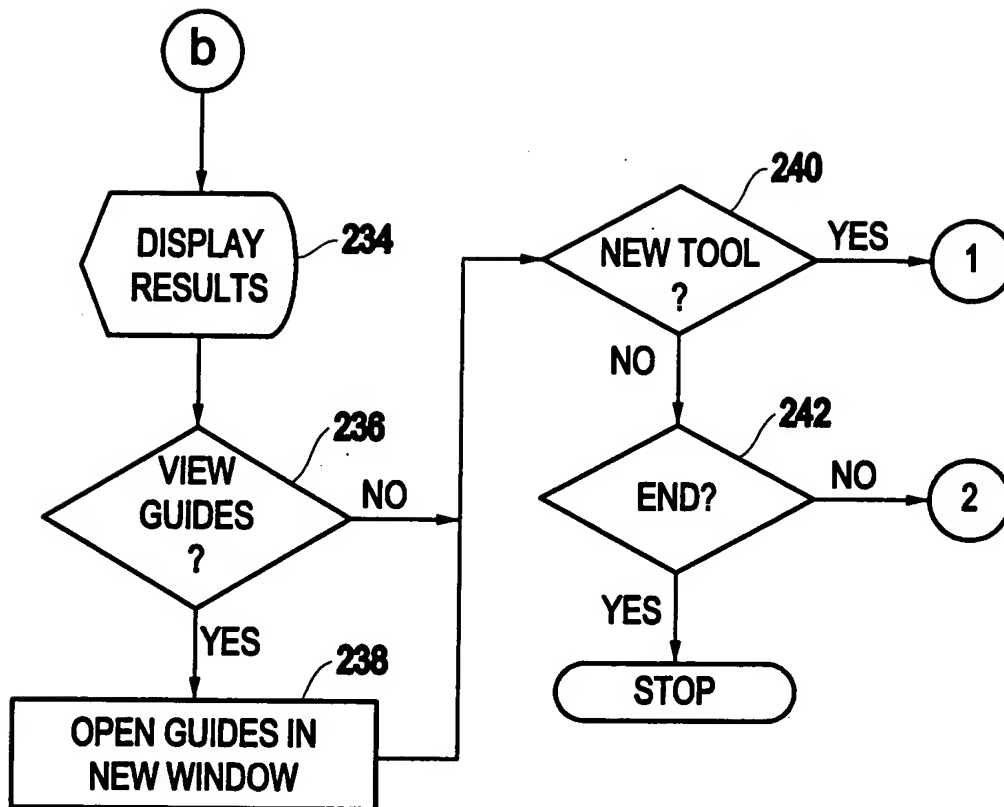 b
DISPLAY
RESULTS
234
VIEW
GUIDES
?
236
NO
YES
238
OPEN GUIDES IN
NEW WINDOW
240
NEW TOOL
?
YES
1
NO
242
END?
NO
2
YES
STOP